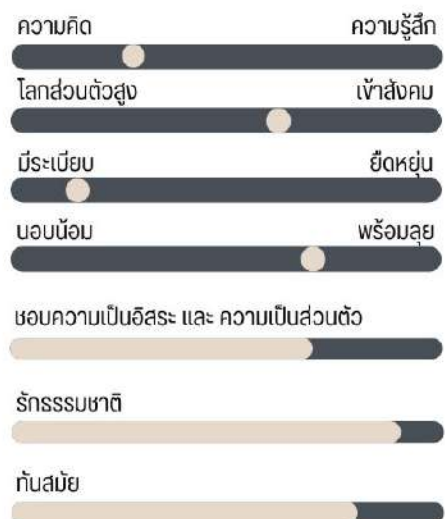 ความคิด ความรู้สึก
โลกส่วนตัวสูง เข้าสังคม
มีระเบียบ ยืดหยุ่น
นอบน้อม พร้อมลุย
ชอบความเป็นอิสระ และ ความเป็นส่วนตัว
รักธรรมชาติ
ทันสมัย